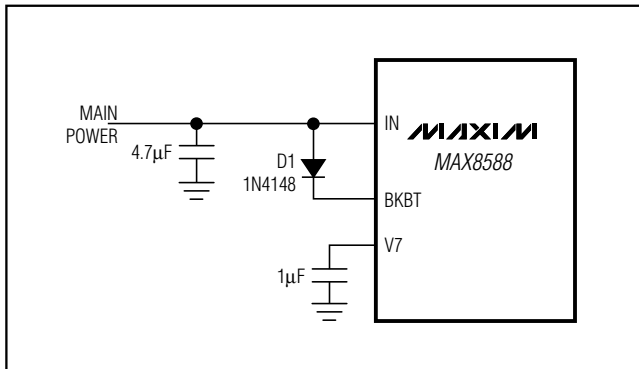 MAIN
POWER
4.7μF
D1
1N4148
1μF
IN
BKBT
V7
MAXIM
MAX8588